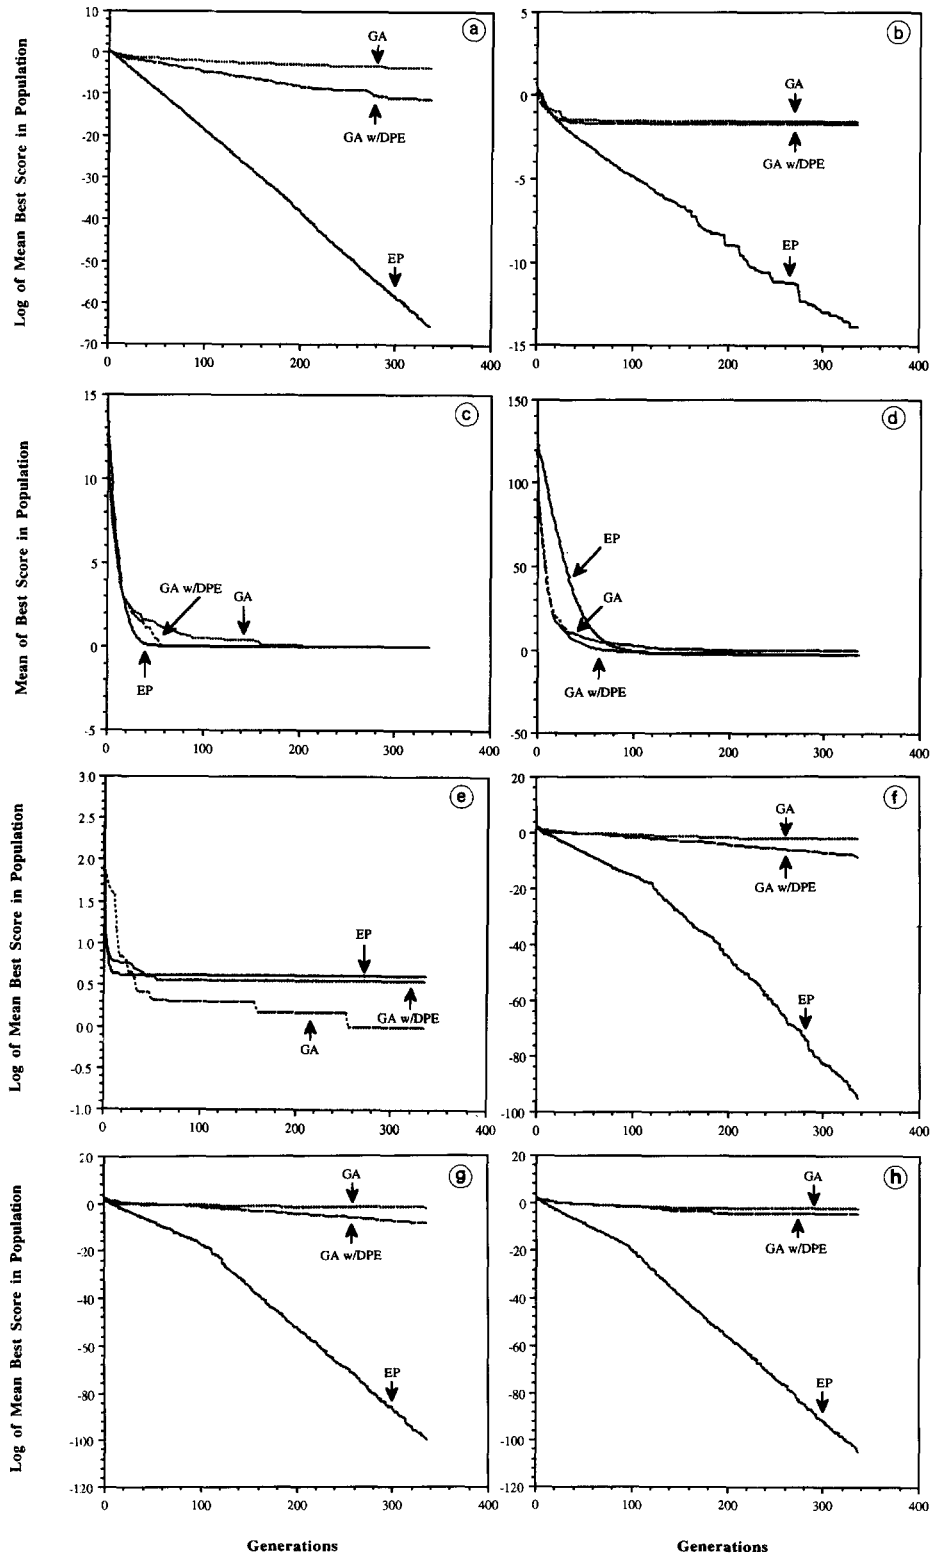 Log of Mean Best Score in Population
10
0
-10
-20
-30
-40
-50
-60
-70
0
100
200
300
400
GA
GA w/DPE
EP
a
5
0
-5
-10
-15
0
100
200
300
400
GA
GA w/DPE
EP
b
Mean of Best Score in Population
15
10
5
0
-5
0
100
200
300
400
GA w/DPE
GA
EP
c
150
100
50
0
-50
0
100
200
300
400
EP
GA
GA w/DPE
d
Log of Mean Best Score in Population
3.0
2.5
2.0
1.5
1.0
0.5
0.0
-0.5
-1.0
0
100
200
300
400
EP
GA w/DPE
GA
e
20
0
-20
-40
-60
-80
-100
0
100
200
300
400
GA
GA w/DPE
EP
f
Log of Mean Best Score in Population
20
0
-20
-40
-60
-80
-100
-120
0
100
200
300
400
GA
GA w/DPE
EP
g
Generations
20
0
-20
-40
-60
-80
-100
-120
0
100
200
300
400
GA
GA w/DPE
EP
h
Generations